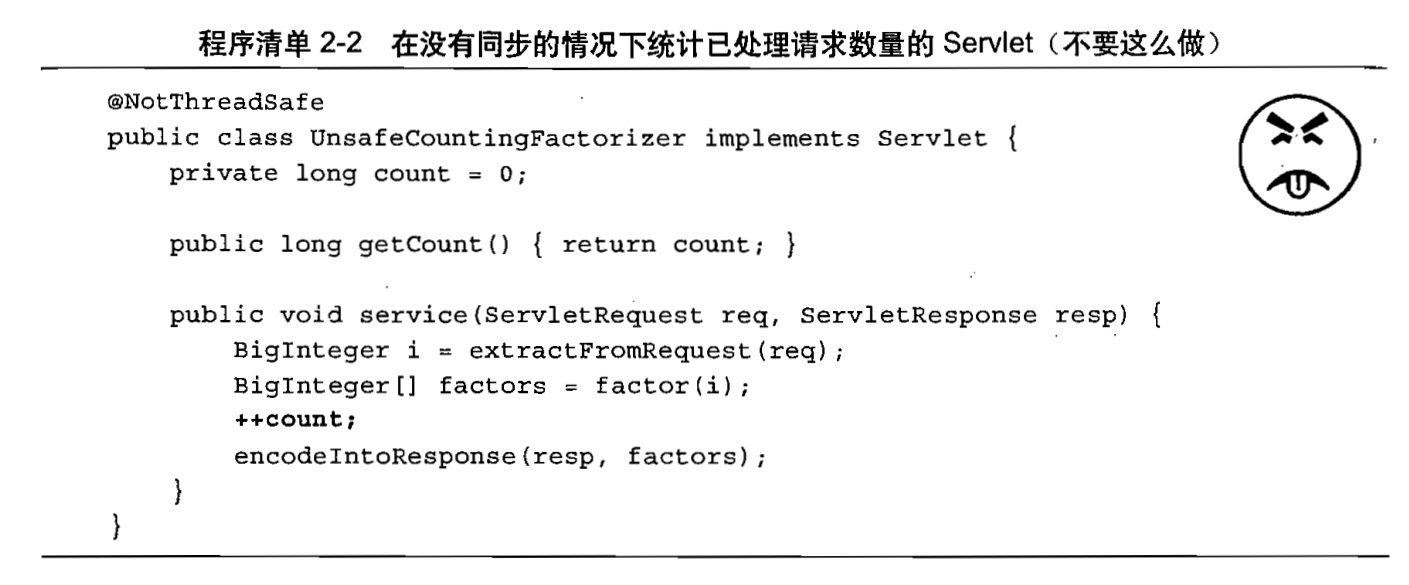 程序清单 2-2 在没有同步的情况下统计已处理请求数量的 Servlet（不要这么做）
@NotThreadSafe
public class UnsafeCountingFactorizer implements Servlet {
    private long count = 0;
    public long getCount() { return count; }
    public void service(ServletRequest req, ServletResponse resp) {
        BigInteger i = extractFromRequest(req);
        BigInteger[] factors = factor(i);
        ++count;
        encodeIntoResponse(resp, factors);
    }
}